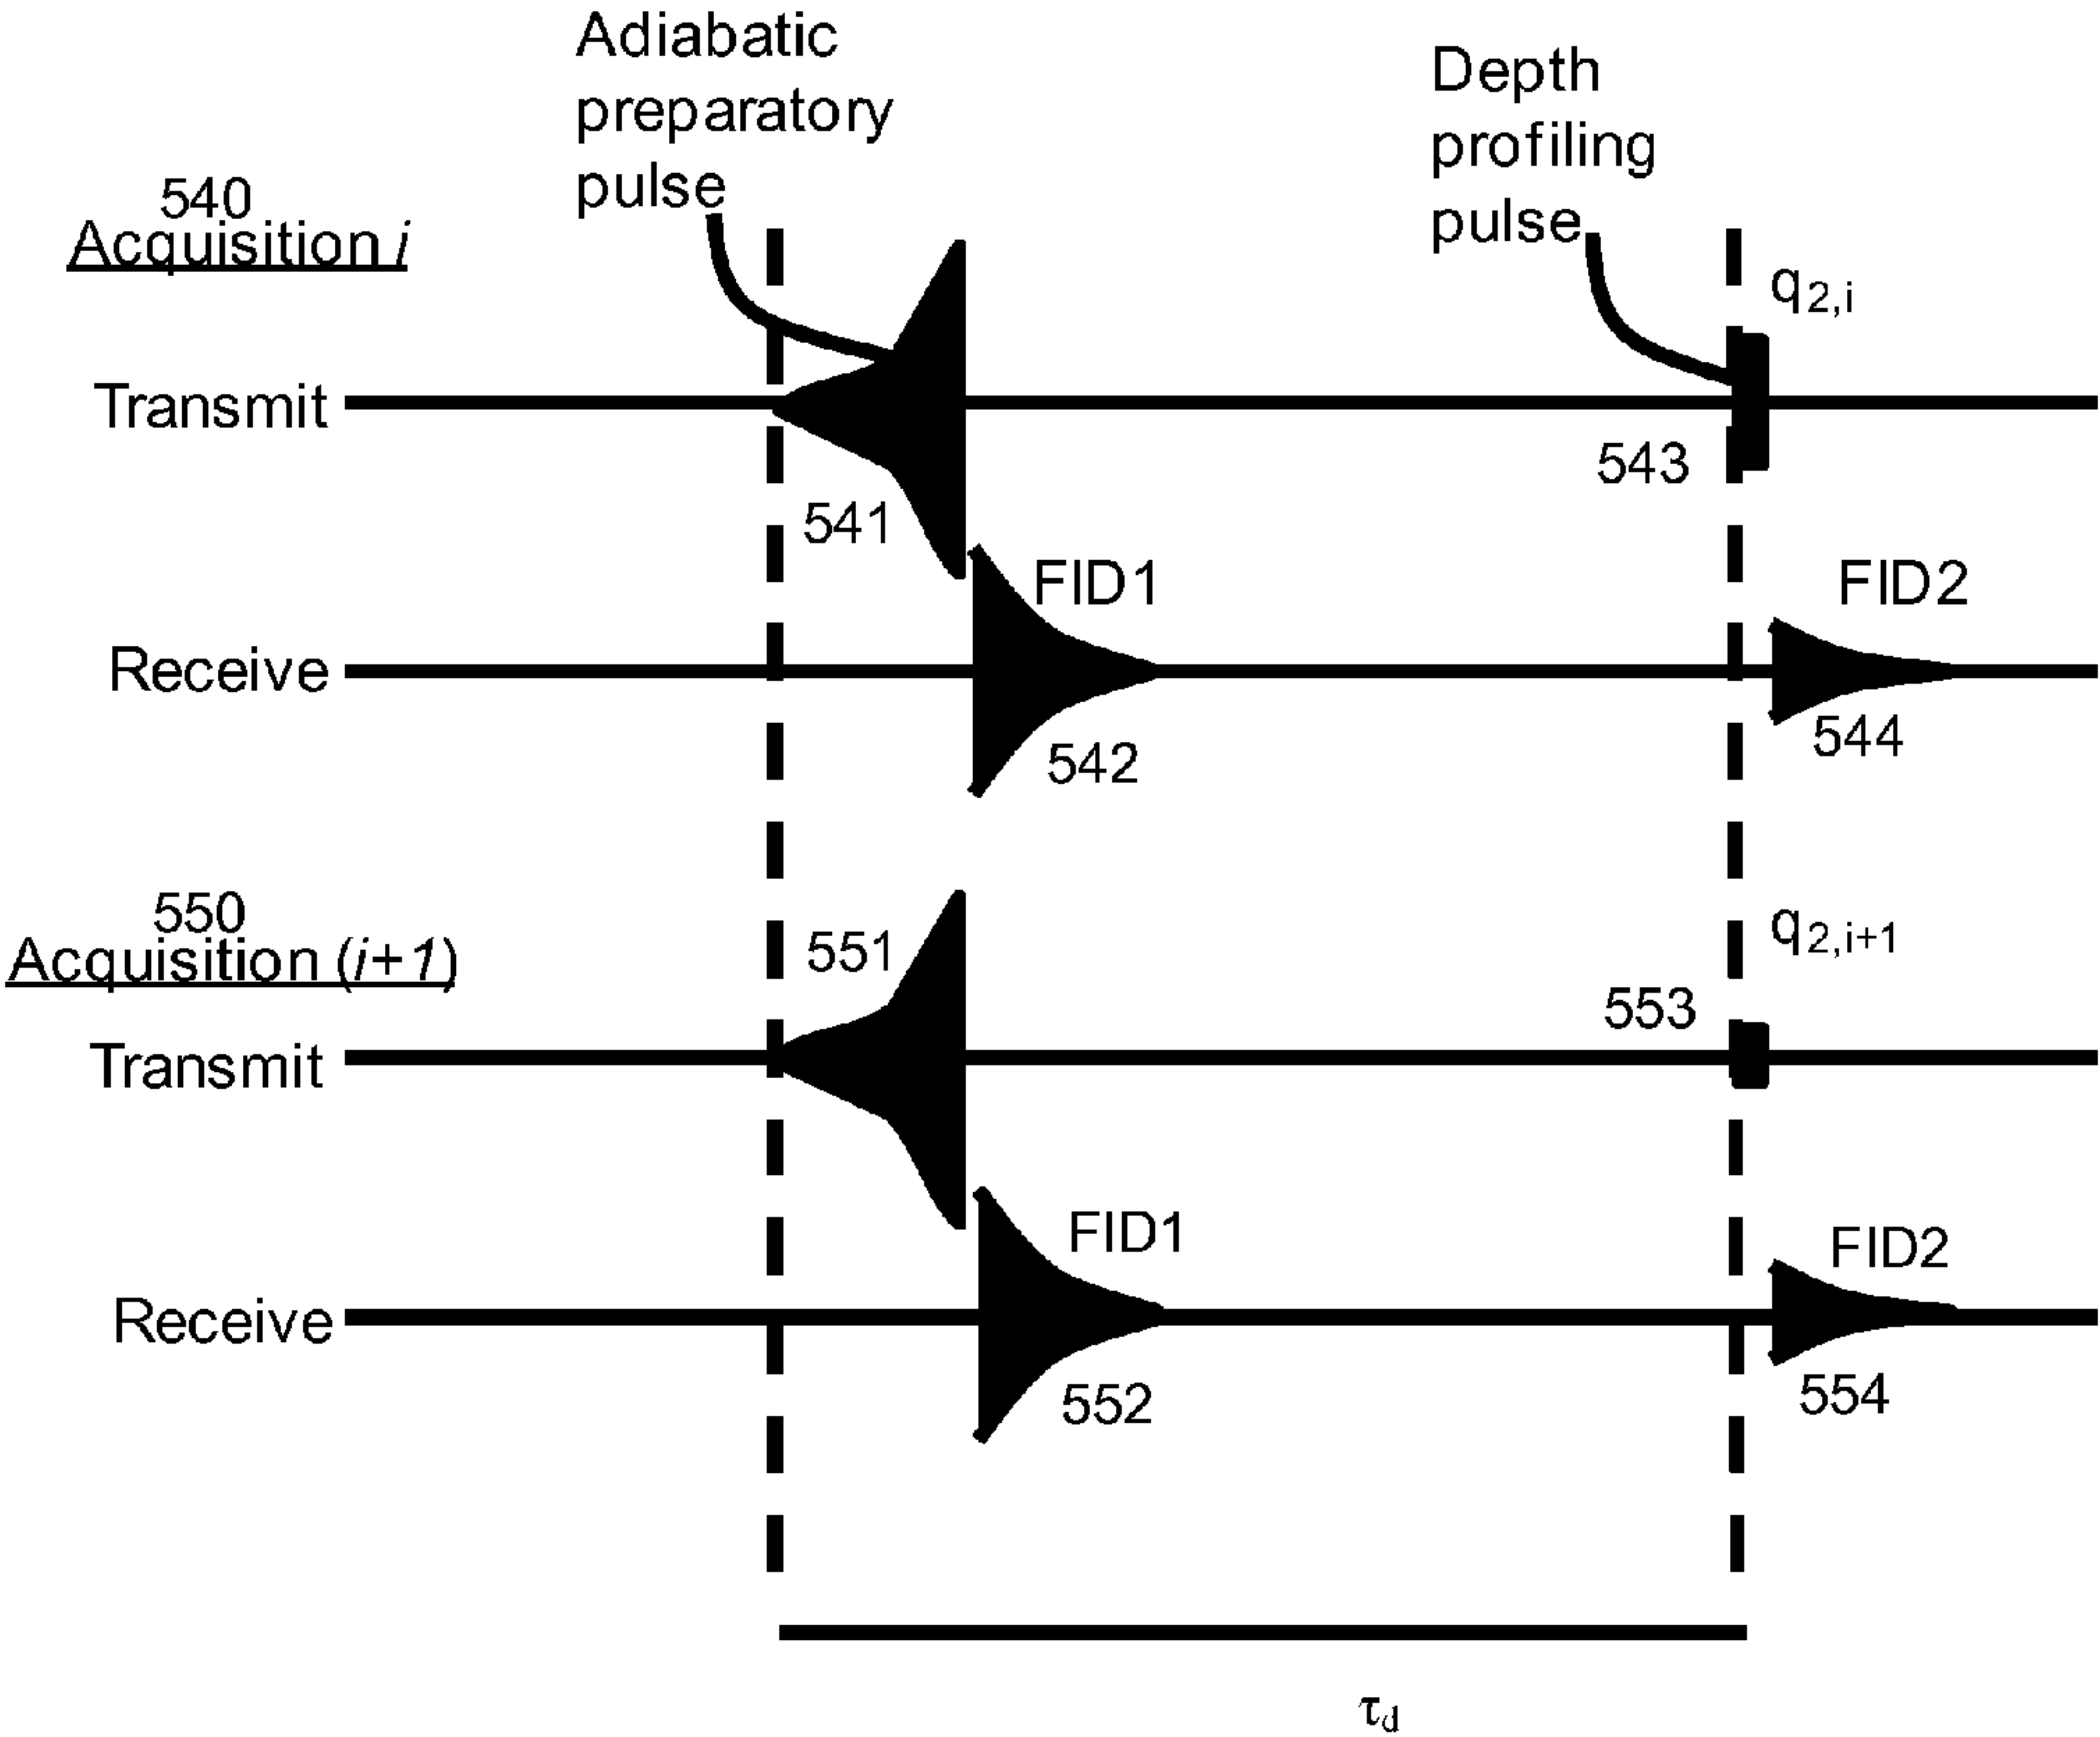 Adiabatic
preparatory
pulse
Depth
profiling
pulse
540
Acquisition i
q2,i
Transmit
543
541
FID1
FID2
Receive
542
544
550
Acquisition (i+1)
551
q2,i+1
553
Transmit
FID1
FID2
Receive
552
554
τd